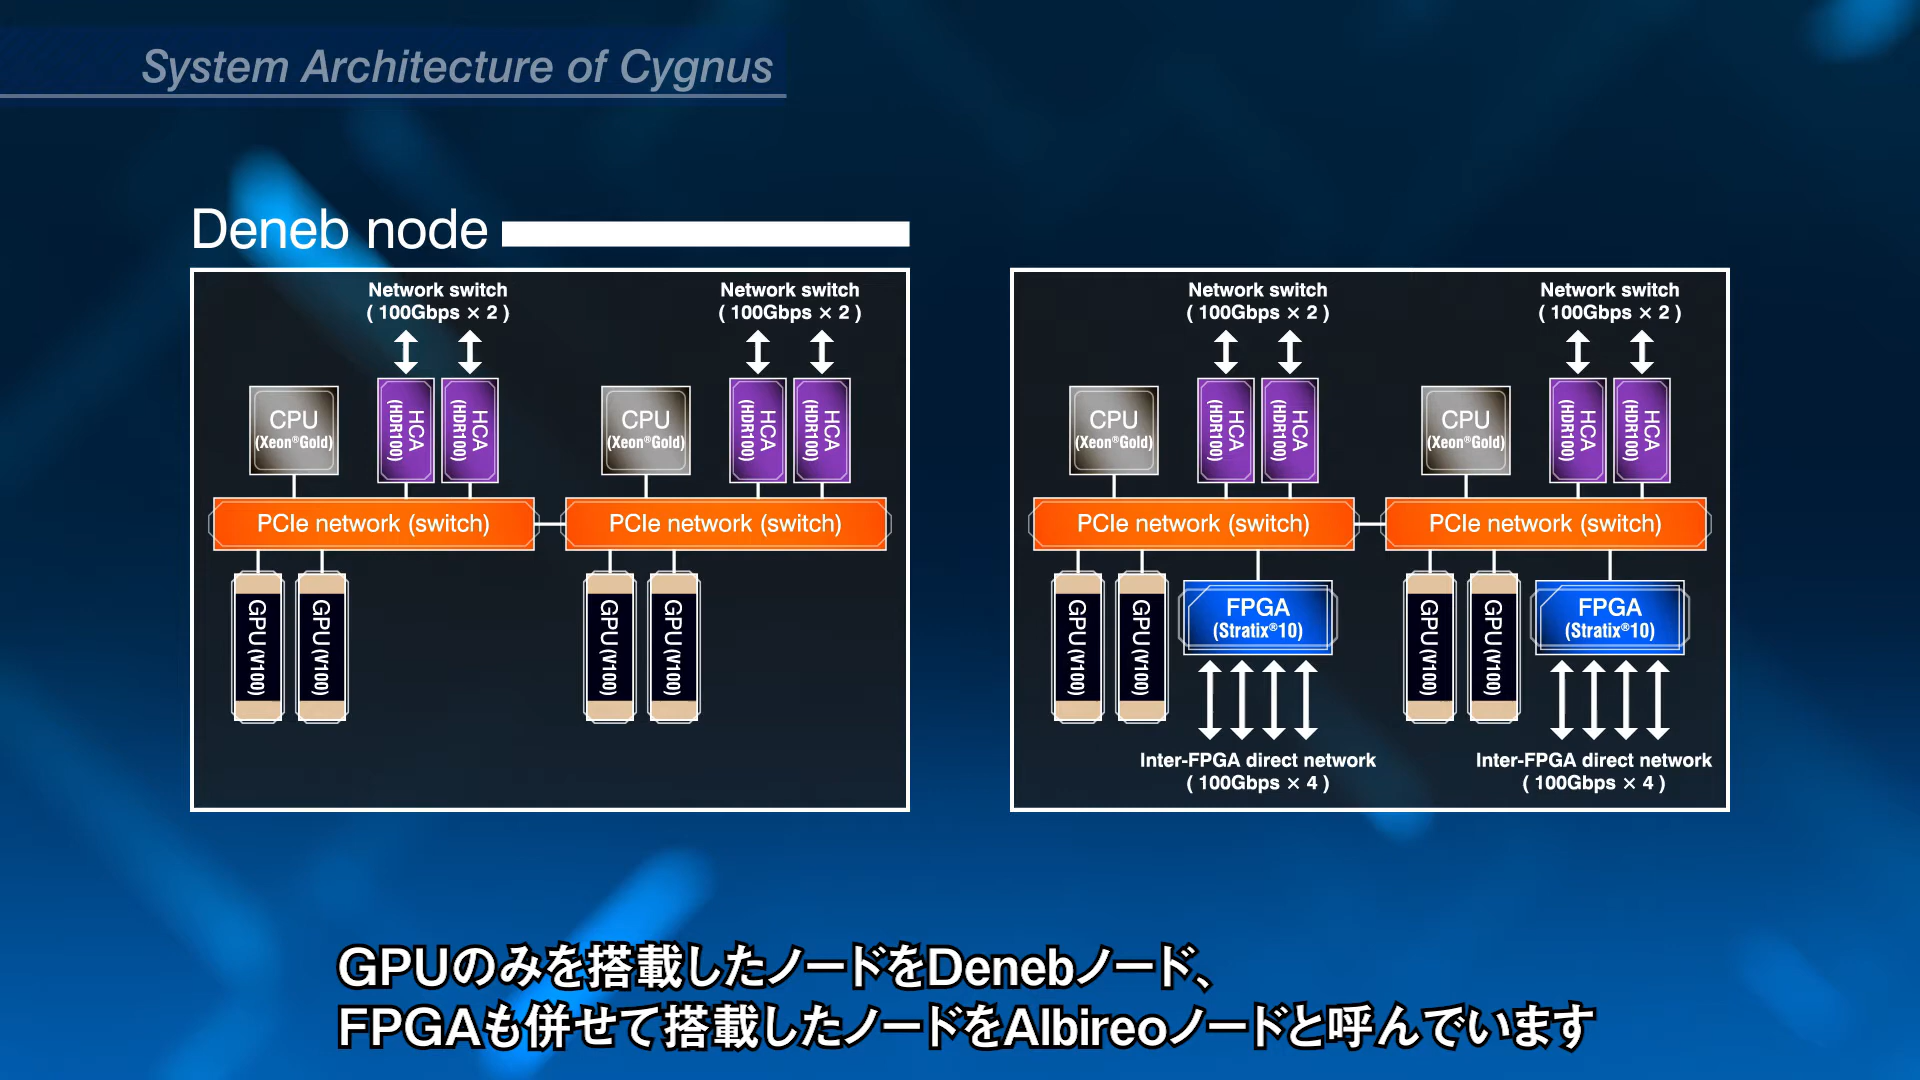 System Architecture of Cygnus
Deneb node
Network switch
( 100Gbps × 2 )
Network switch
( 100Gbps × 2 )
CPU
(Xeon®Gold)
HCA
(HDR100)
HCA
(HDR100)
CPU
(Xeon®Gold)
HCA
(HDR100)
HCA
(HDR100)
PCIe network (switch)
PCIe network (switch)
GPU (V100)
GPU (V100)
GPU (V100)
GPU (V100)
Network switch
( 100Gbps × 2 )
Network switch
( 100Gbps × 2 )
CPU
(Xeon®Gold)
HCA
(HDR100)
HCA
(HDR100)
CPU
(Xeon®Gold)
HCA
(HDR100)
HCA
(HDR100)
PCIe network (switch)
PCIe network (switch)
GPU (V100)
GPU (V100)
FPGA
(Stratix®10)
GPU (V100)
GPU (V100)
FPGA
(Stratix®10)
Inter-FPGA direct network
( 100Gbps × 4 )
Inter-FPGA direct network
( 100Gbps × 4 )
GPUのみを搭載したノードをDenebノード、
FPGAも併せて搭載したノードをAlbireoノードと呼んでいます